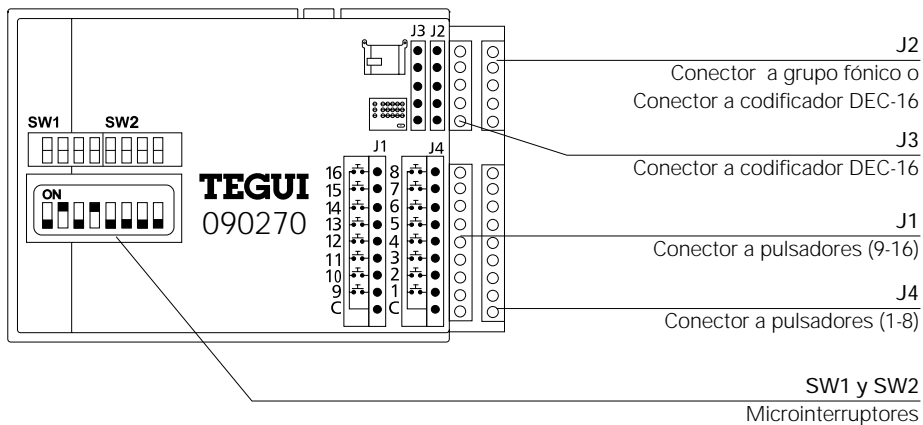 J3 J2
SW1 SW2
ON
TEGUI
090270
J1 J4
16 8
15 7
14 6
13 5
12 4
11 3
10 2
9 1
C C
J2
Conector a grupo fónico o
Conector a codificador DEC-16
J3
Conector a codificador DEC-16
J1
Conector a pulsadores (9-16)
J4
Conector a pulsadores (1-8)
SW1 y SW2
Microinterruptores